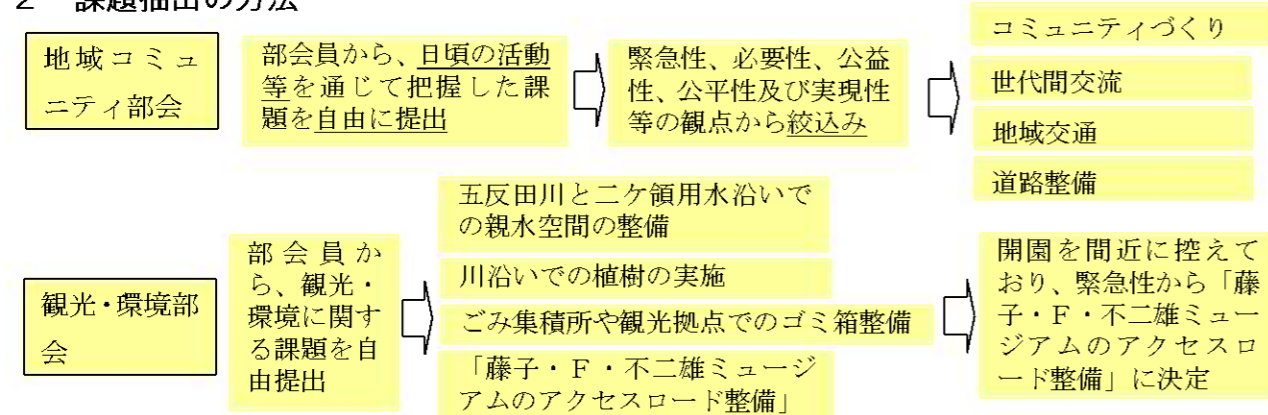 2 課題抽出の方法
地域コミュ
ニティ部会
部会員から、日頃の活動
等を通じて把握した課
題を自由に提出
緊急性、必要性、公益
性、公平性及び実現性
等の観点から絞込み
コミュニティづくり
世代間交流
地域交通
道路整備
観光・環境部
会
部会員か
ら、観光・
環境に関す
る課題を自
由提出
五反田川と二ケ領用水沿いで
の親水空間の整備
川沿いでの植樹の実施
ごみ集積所や観光拠点でのゴミ箱整備
「藤子・F・不二雄ミュージ
アムのアクセスロード整備」
開園を間近に控えて
おり、緊急性から「藤
子・F・不二雄ミュー
ジアムのアクセスロ
ード整備」に決定